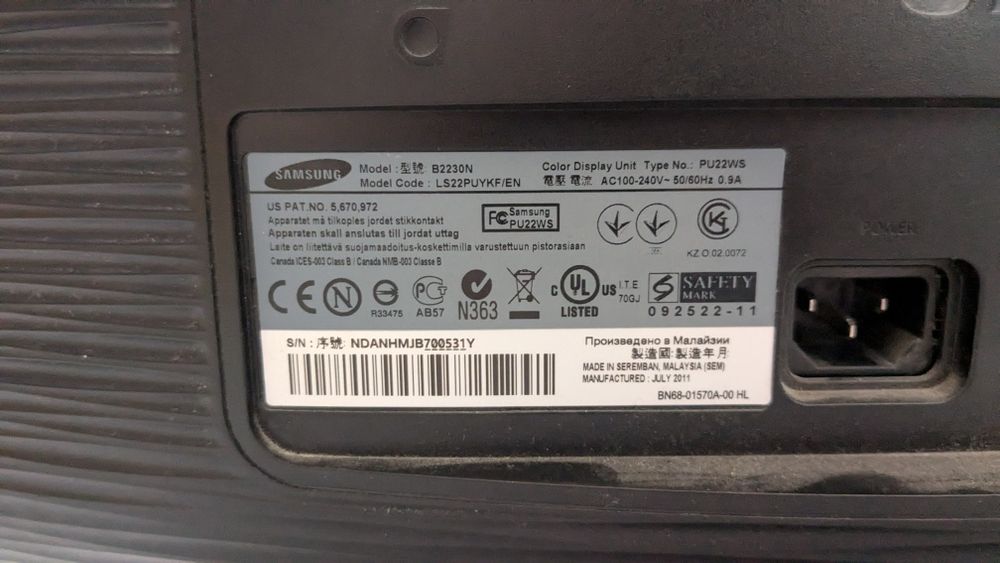 SAMSUNG
Model : 型號: B2230N
Model Code : LS22PUYKF/EN
Color Display Unit Type No.: PU22WS
電壓 電流 AC100-240V~ 50/60Hz 0.9A
US PAT.NO. 5,670,972
Apparatet må tilkoples jordet stikkontakt
Apparaten skall anslutas till jordat uttag
Laite on liitettävä suojamaadoitus-koskettimilla varustettuun pistorasiaan
Canada ICES-003 Class B / Canada NMB-003 Classe B
FC Samsung
PU22WS
KZ.O.02.0072
CE N
R33475
PCT
AB57
N363
C UL US
LISTED
I.T.E.
70GJ
S SAFETY
MARK
092522-11
S/N : 序號: NDANHMJB700531Y
Произведено в Малайзии
製造國: 製造年月:
MADE IN SEREMBAN, MALAYSIA (SEM)
MANUFACTURED : JULY 2011
BN68-01570A-00 HL
POWER